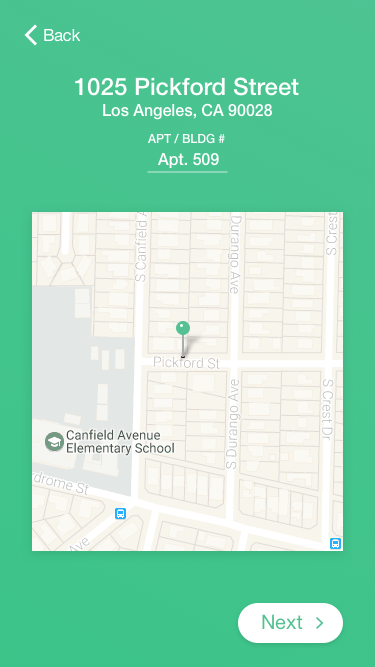 Back
1025 Pickford Street
Los Angeles, CA 90028
APT / BLDG #
Apt. 509
S Canfield A
Durango Ave
S Crest
Pickford St
S Durango Ave
S Crest Dr
Canfield Avenue
Elementary School
drome St
Ave
Next